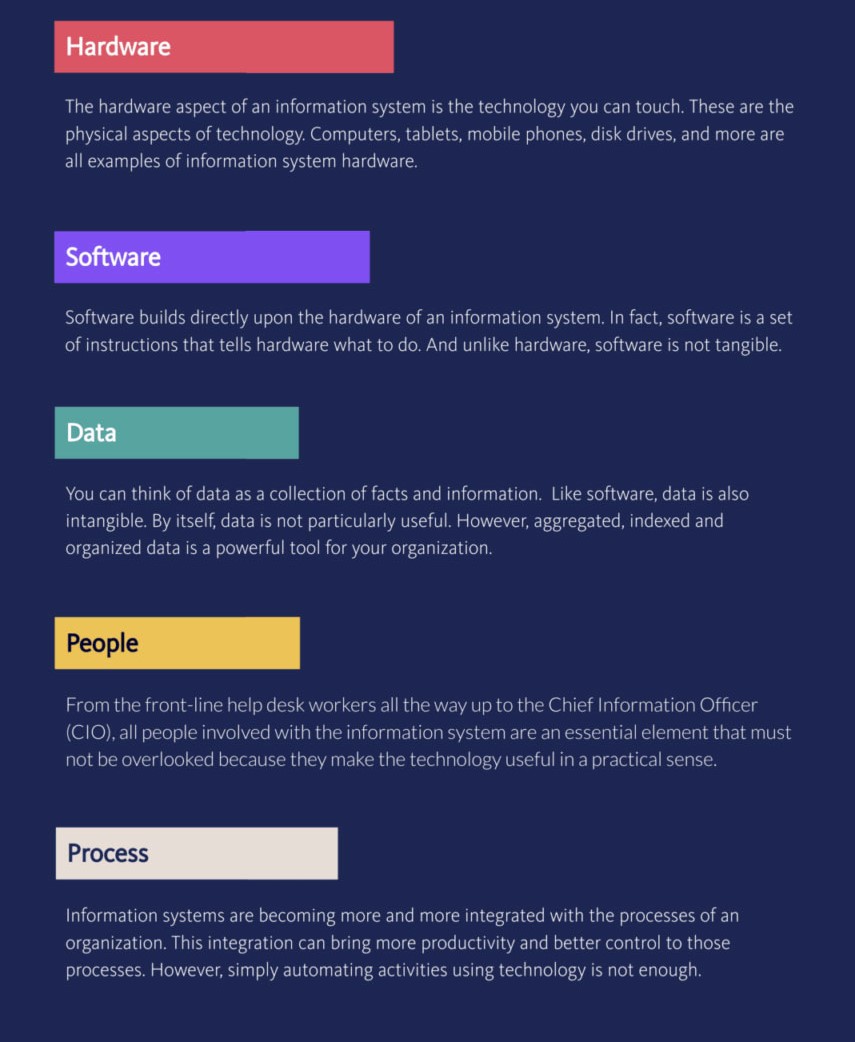 Hardware
The hardware aspect of an information system is the technology you can touch. These are the
physical aspects of technology. Computers, tablets, mobile phones, disk drives, and more are
all examples of information system hardware.
Software
Software builds directly upon the hardware of an information system. In fact, software is a set
of instructions that tells hardware what to do. And unlike hardware, software is not tangible.
Data
You can think of data as a collection of facts and information.  Like software, data is also
intangible. By itself, data is not particularly useful. However, aggregated, indexed and
organized data is a powerful tool for your organization.
People
From the front-line help desk workers all the way up to the Chief Information Officer
(CIO), all people involved with the information system are an essential element that must
not be overlooked because they make the technology useful in a practical sense.
Process
Information systems are becoming more and more integrated with the processes of an
organization. This integration can bring more productivity and better control to those
processes. However, simply automating activities using technology is not enough.